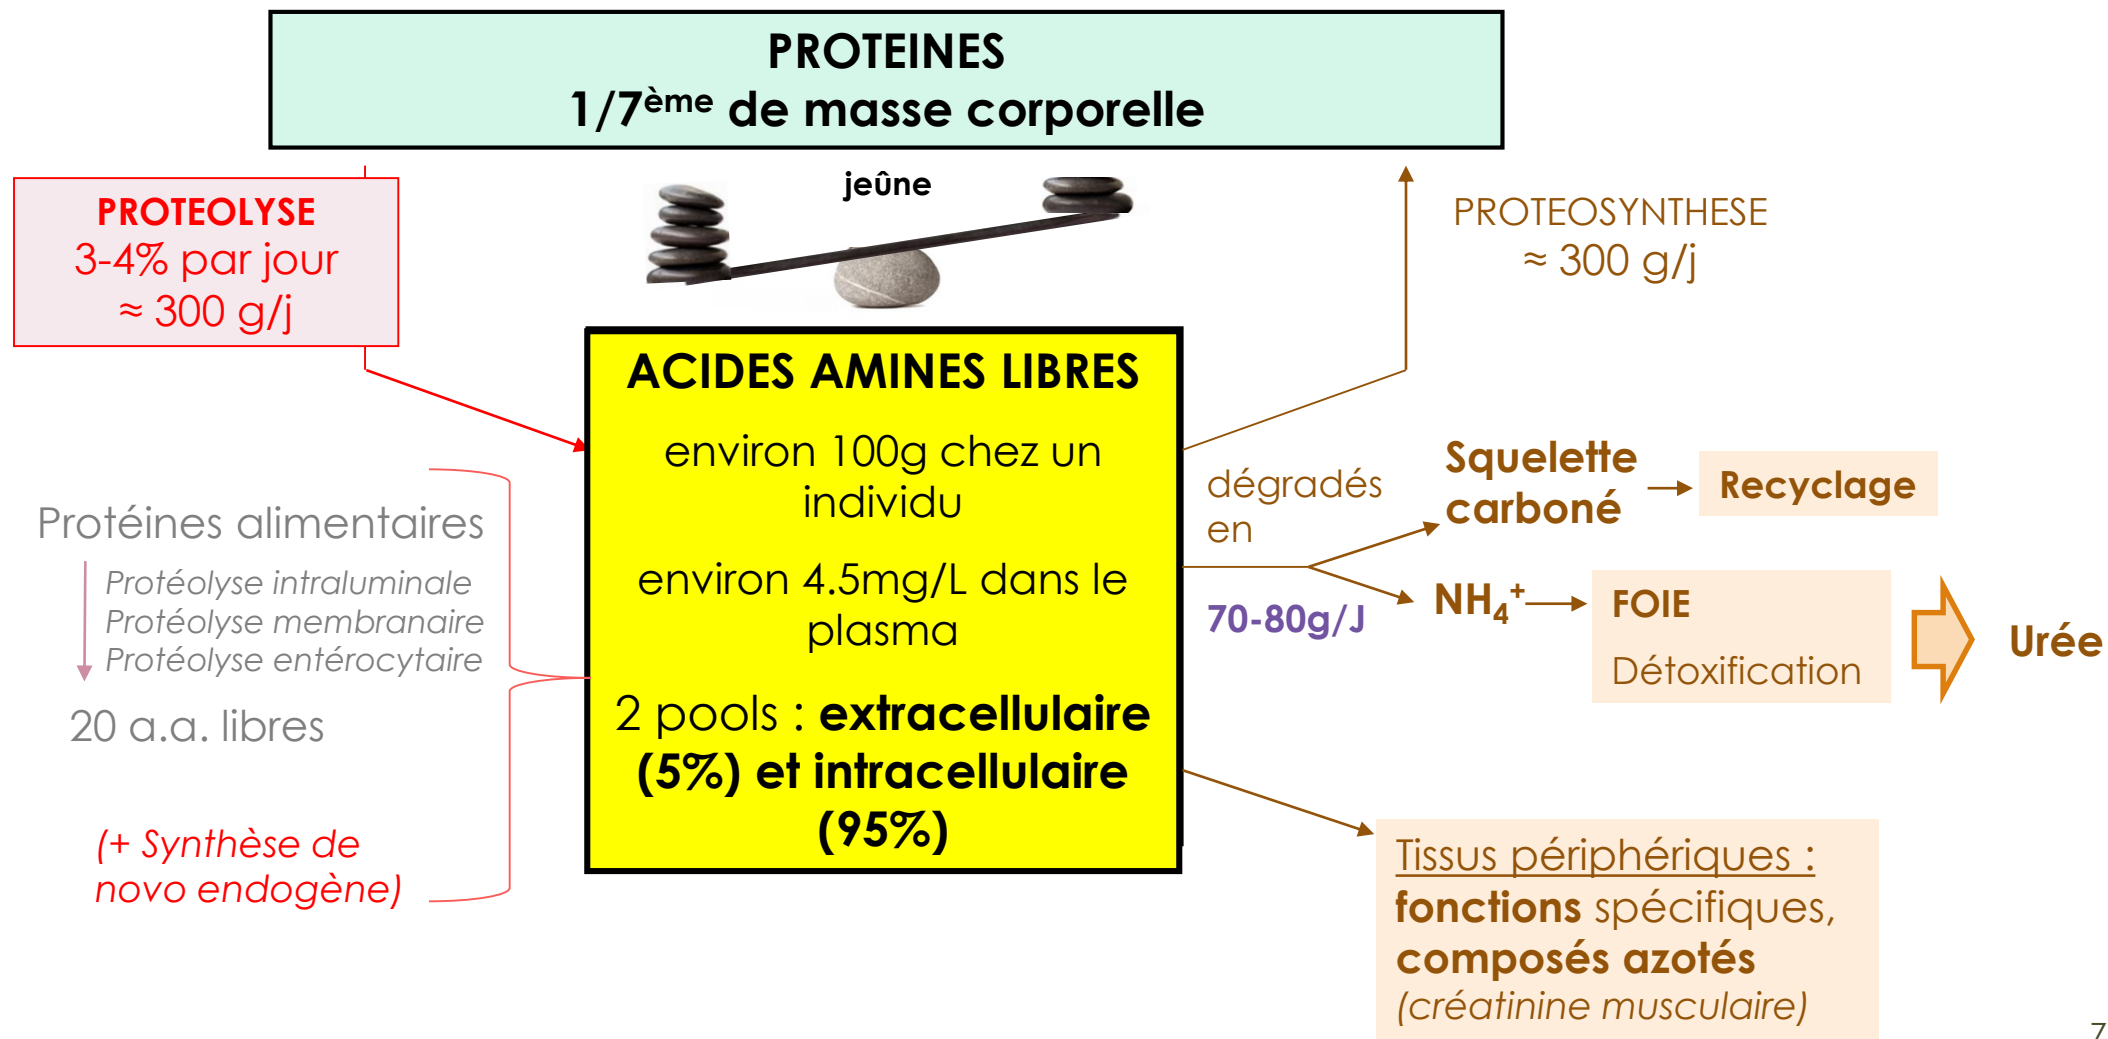 PROTEINES
1/7ème de masse corporelle
jeûne
PROTEOLYSE
3-4% par jour
≈ 300 g/j
PROTEOSYNTHESE
≈ 300 g/j
ACIDES AMINES LIBRES
environ 100g chez un
individu
environ 4.5mg/L dans le
plasma
2 pools : extracellulaire
(5%) et intracellulaire
(95%)
Protéines alimentaires
Protéolyse intraluminale
Protéolyse membranaire
Protéolyse entérocytaire
20 a.a. libres
(+ Synthèse de
novo endogène)
dégradés
en
70-80g/J
Squelette
carboné
Recyclage
NH₄⁺
FOIE
Détoxification
Urée
Tissus périphériques :
fonctions spécifiques,
composés azotés
(créatinine musculaire)
7